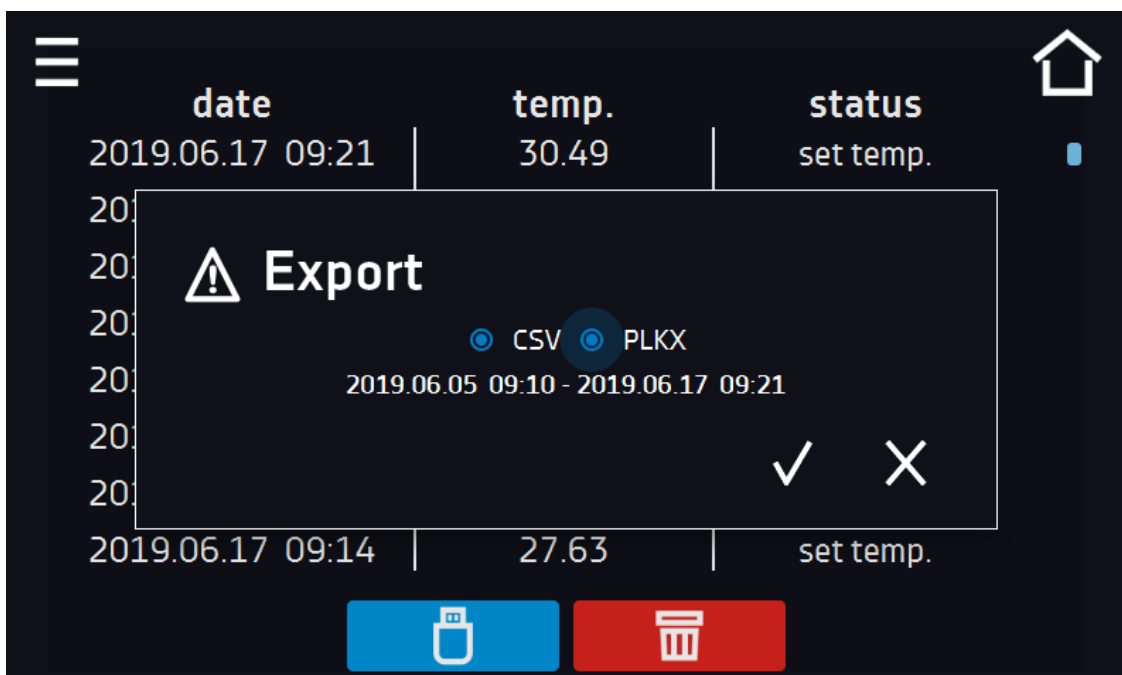 date temp. status
2019.06.17 09:21 30.49 set temp.
Export
CSV PLKX
2019.06.05 09:10 - 2019.06.17 09:21
2019.06.17 09:14 27.63 set temp.